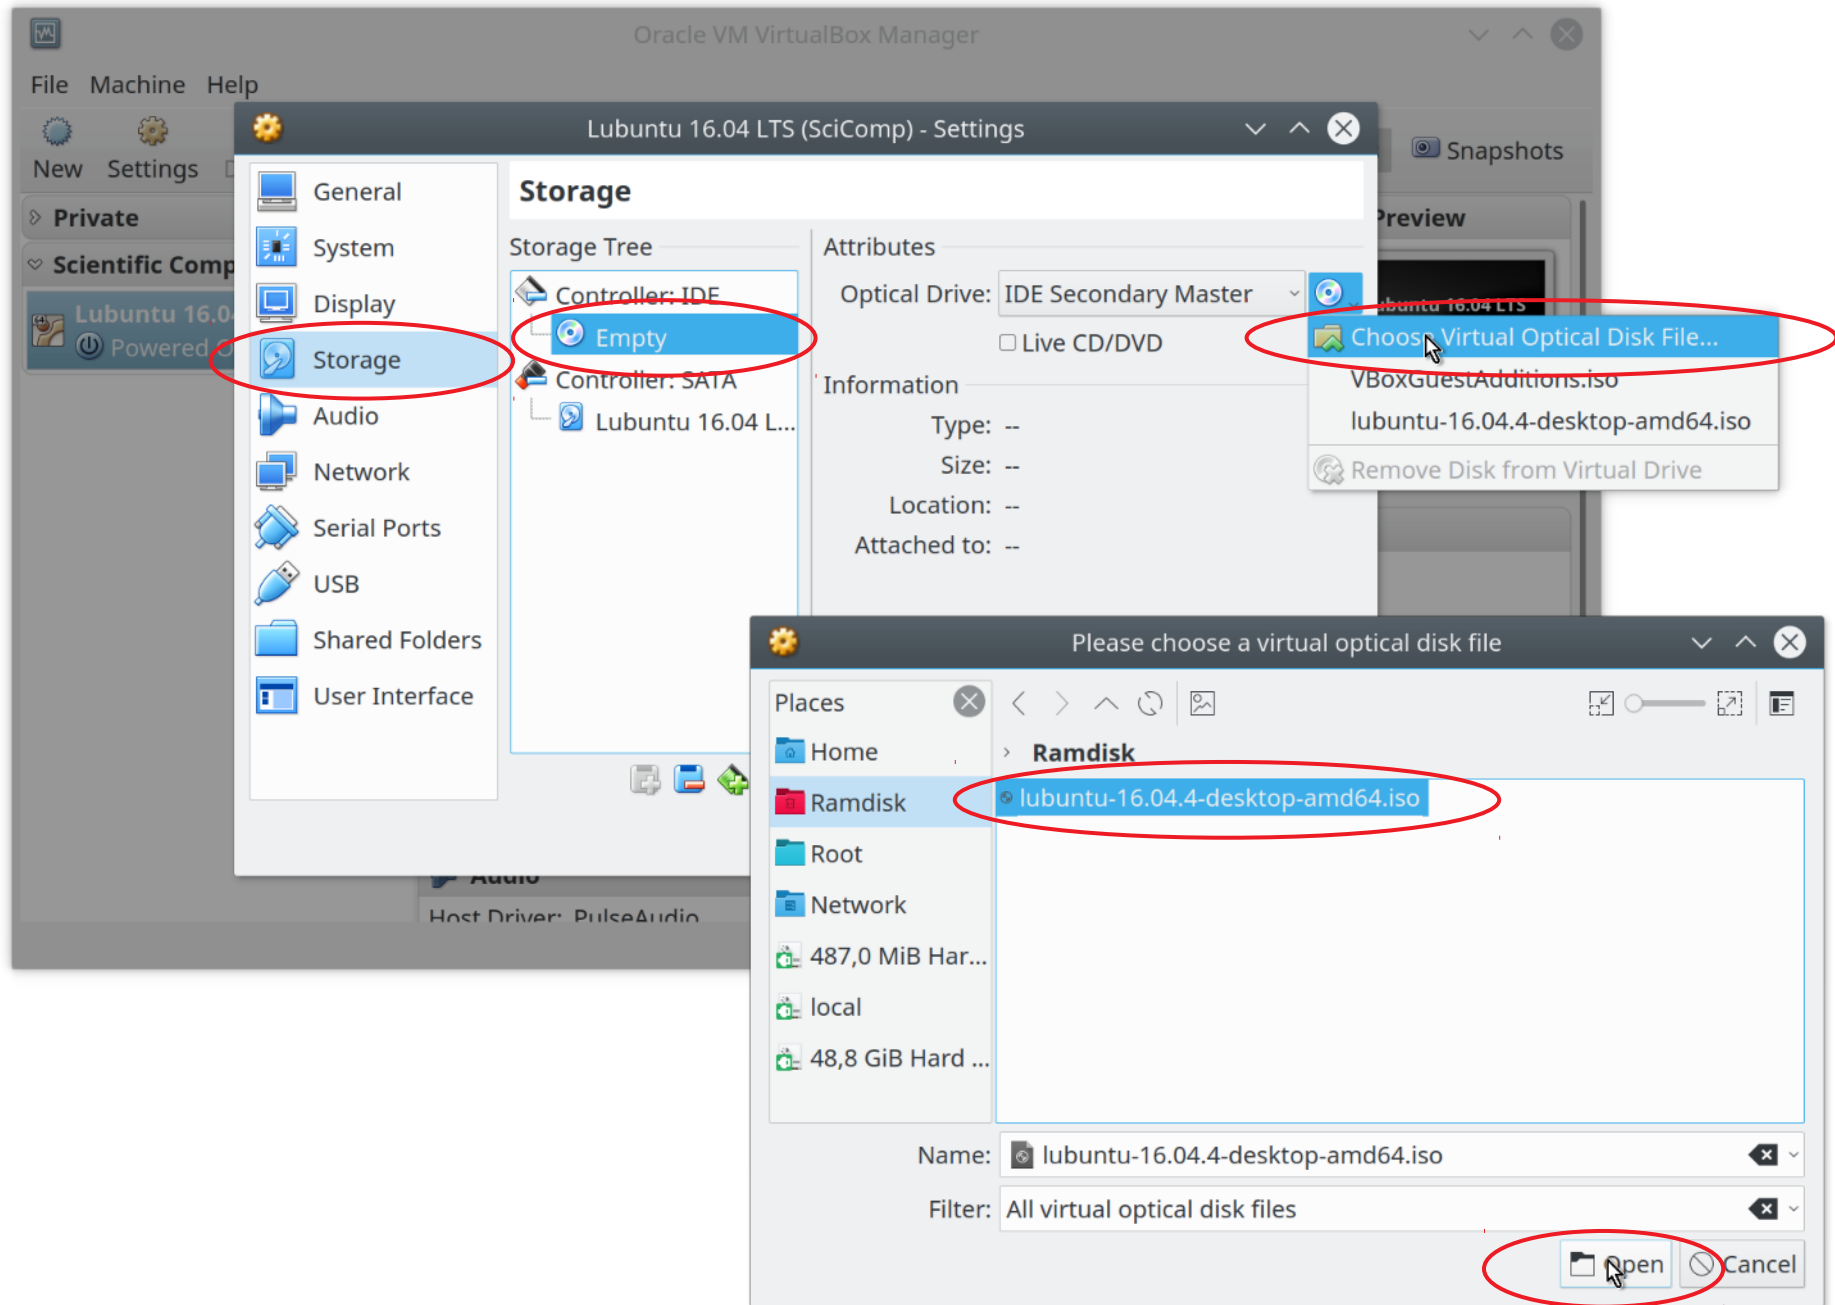 Oracle VM VirtualBox Manager
File Machine Help
New Settings
Snapshots
Private
Scientific Comp
Lubuntu 16.04
Powered O
Preview
Lubuntu 16.04 LTS
Lubuntu 16.04 LTS (SciComp) - Settings
General
System
Display
Storage
Audio
Network
Serial Ports
USB
Shared Folders
User Interface
Storage
Storage Tree
Controller: IDE
Empty
Controller: SATA
Lubuntu 16.04 L...
Attributes
Optical Drive: IDE Secondary Master
Live CD/DVD
Information
Type: --
Size: --
Location: --
Attached to: --
Choose Virtual Optical Disk File...
VBoxGuestAdditions.iso
lubuntu-16.04.4-desktop-amd64.iso
Remove Disk from Virtual Drive
Audio
Host Driver: PulseAudio
Please choose a virtual optical disk file
Places
Home
Ramdisk
Root
Network
487,0 MiB Har...
local
48,8 GiB Hard ...
Ramdisk
lubuntu-16.04.4-desktop-amd64.iso
Name: lubuntu-16.04.4-desktop-amd64.iso
Filter: All virtual optical disk files
Open Cancel